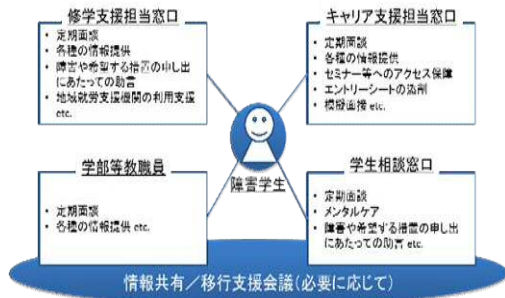 修学支援担当窓口
• 定期面談
• 各種の情報提供
• 障害や希望する措置の申し出
にあたっての助言
• 地域就労支援機関の利用支援
etc.
キャリア支援担当窓口
• 定期面談
• 各種の情報提供
• セミナー等へのアクセス保障
• エントリーシートの添削
• 模擬面接 etc.
学部等教職員
• 定期面談
• 各種の情報提供 etc.
障害学生
学生相談窓口
• 定期面談
• メンタルケア
• 障害や希望する措置の申し出
にあたっての助言 etc.
情報共有／移行支援会議(必要に応じて)